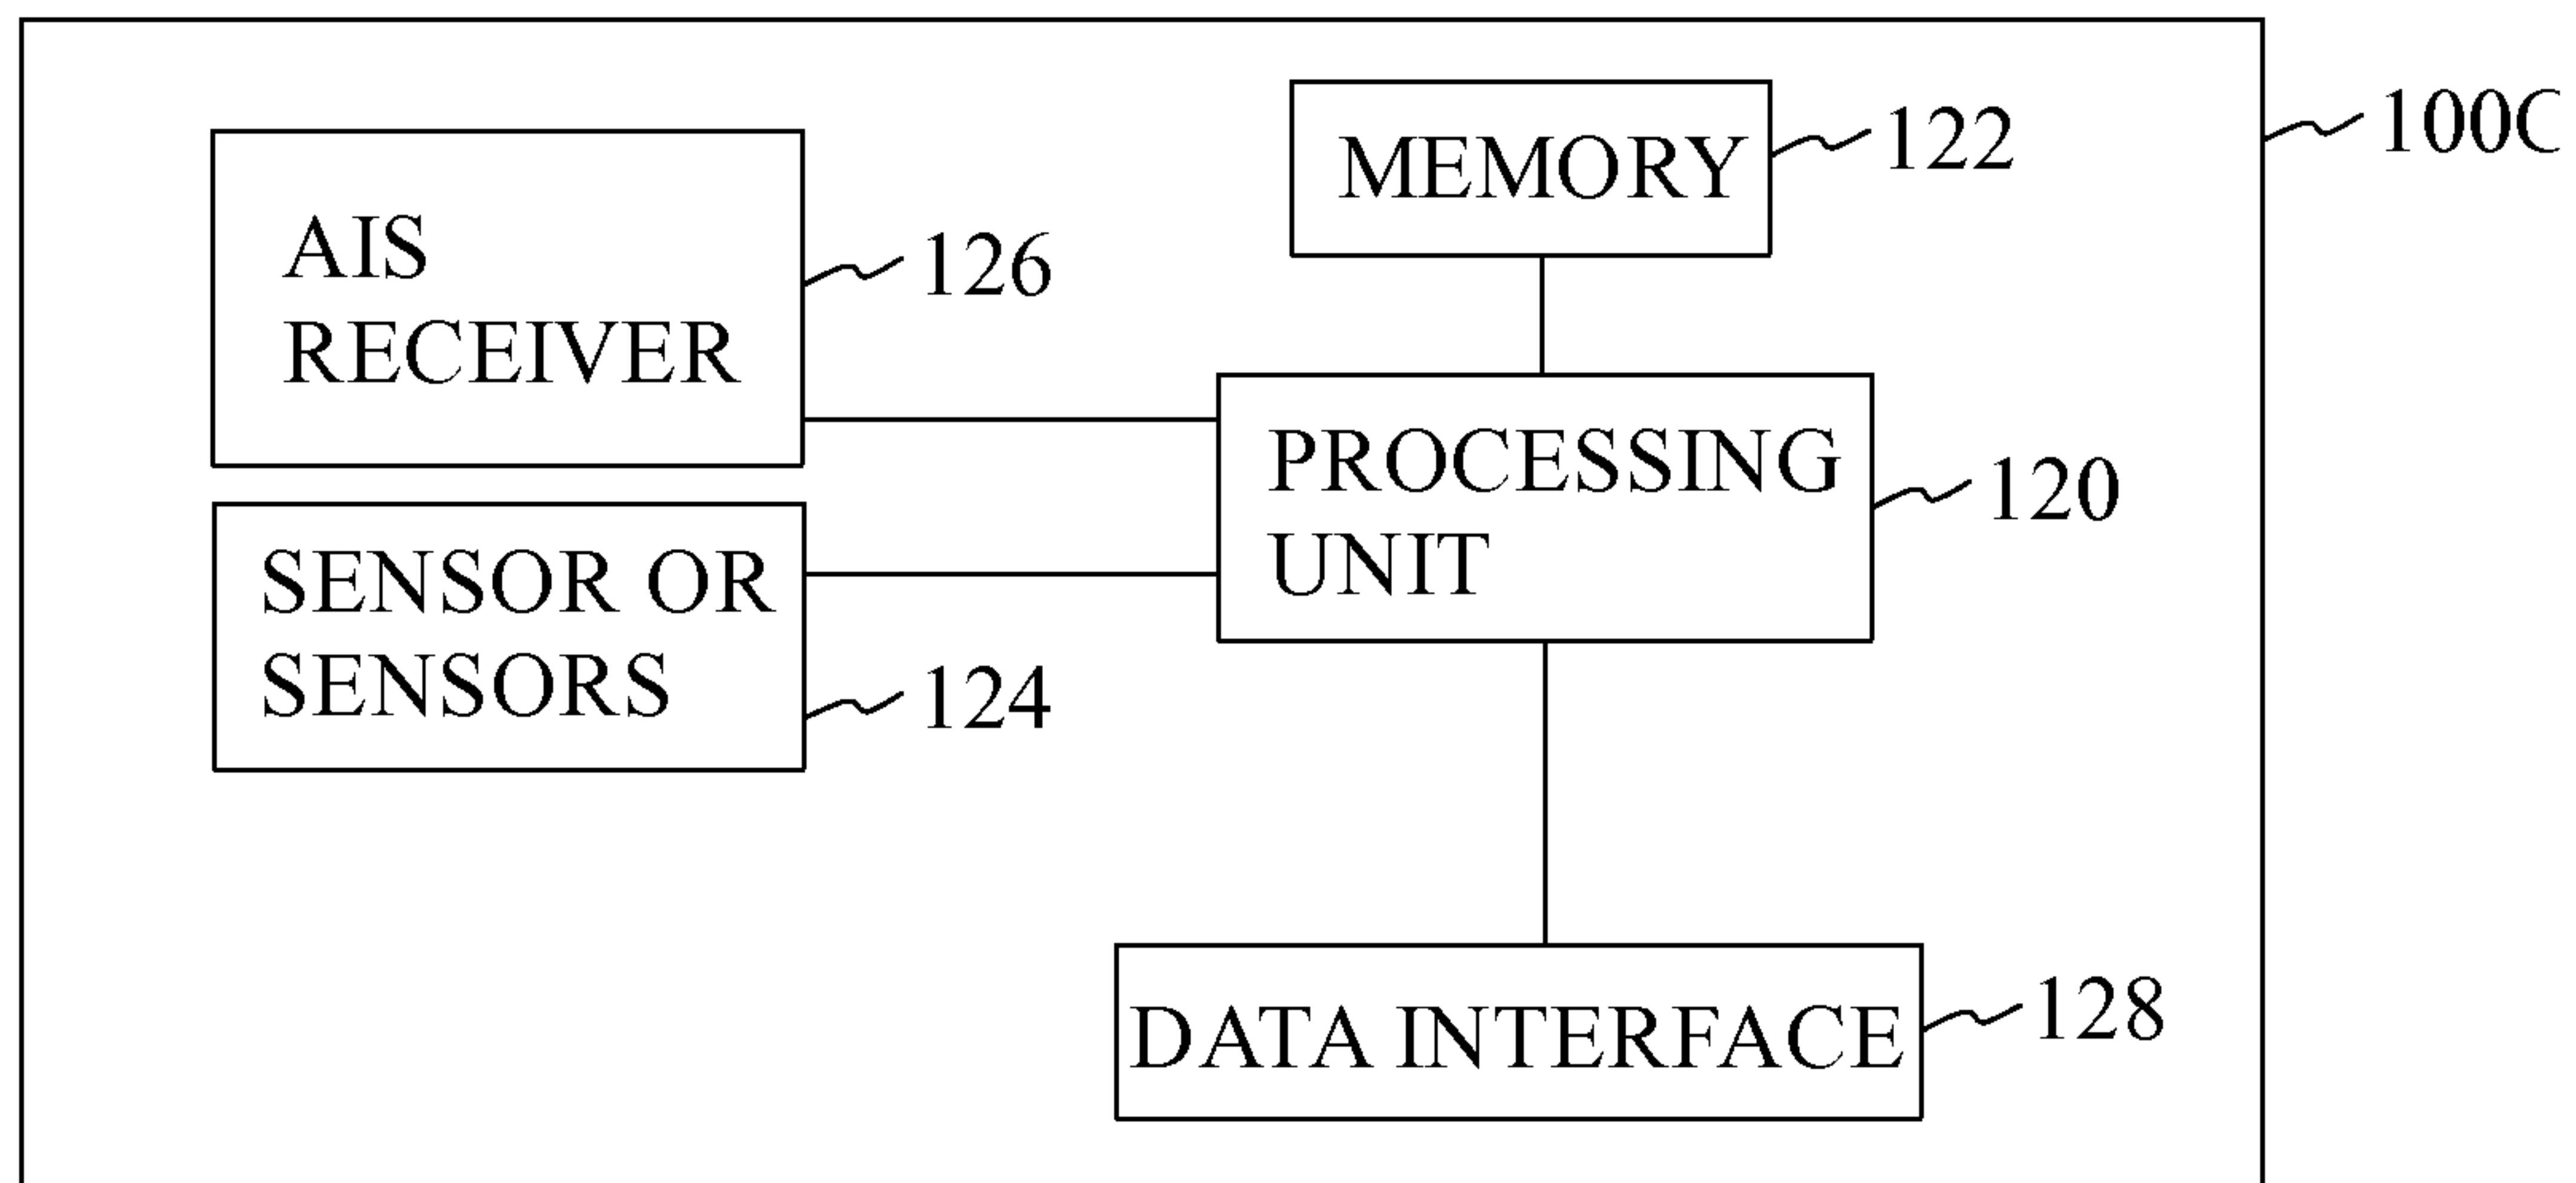 MEMORY
122
100C
AIS
RECEIVER
126
PROCESSING
UNIT
120
SENSOR OR
SENSORS
124
DATA INTERFACE
128